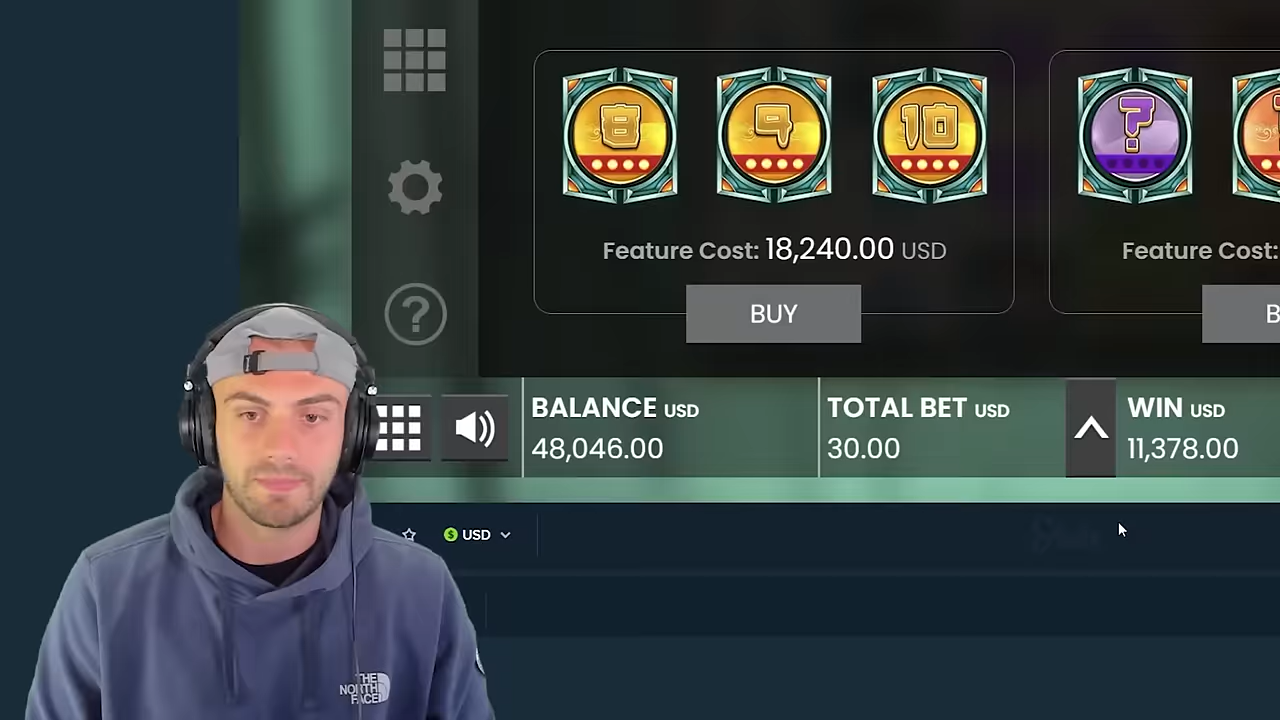 8 9 10 ?
Feature Cost: 18,240.00 USD
Feature Cost:
BUY
B
?
BALANCE USD
48,046.00
TOTAL BET USD
30.00
WIN USD
11,378.00
$ USD
THE
NORTH
FACE